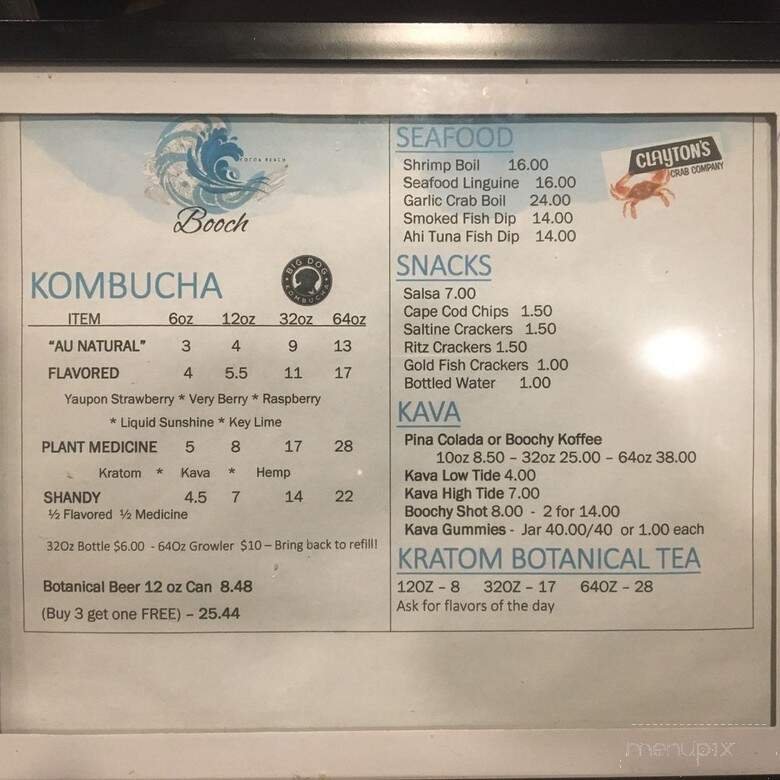 COCOA BEACH
Booch
KOMBUCHA
BIG DOG KOMBUCHA
ITEM 6oz 12oz 32oz 64oz
"AU NATURAL" 3 4 9 13
FLAVORED 4 5.5 11 17
Yaupon Strawberry * Very Berry * Raspberry
* Liquid Sunshine * Key Lime
PLANT MEDICINE 5 8 17 28
Kratom * Kava * Hemp
SHANDY 4.5 7 14 22
½ Flavored ½ Medicine
32Oz Bottle $6.00 - 64Oz Growler $10 – Bring back to refill!
Botanical Beer 12 oz Can 8.48
(Buy 3 get one FREE) – 25.44
SEAFOOD
CLAYTON'S
CRAB COMPANY
Shrimp Boil 16.00
Seafood Linguine 16.00
Garlic Crab Boil 24.00
Smoked Fish Dip 14.00
Ahi Tuna Fish Dip 14.00
SNACKS
Salsa 7.00
Cape Cod Chips 1.50
Saltine Crackers 1.50
Ritz Crackers 1.50
Gold Fish Crackers 1.00
Bottled Water 1.00
KAVA
Pina Colada or Boochy Koffee
10oz 8.50 – 32oz 25.00 – 64oz 38.00
Kava Low Tide 4.00
Kava High Tide 7.00
Boochy Shot 8.00 - 2 for 14.00
Kava Gummies - Jar 40.00/40 or 1.00 each
KRATOM BOTANICAL TEA
12OZ – 8 32OZ – 17 64OZ – 28
Ask for flavors of the day
menupix